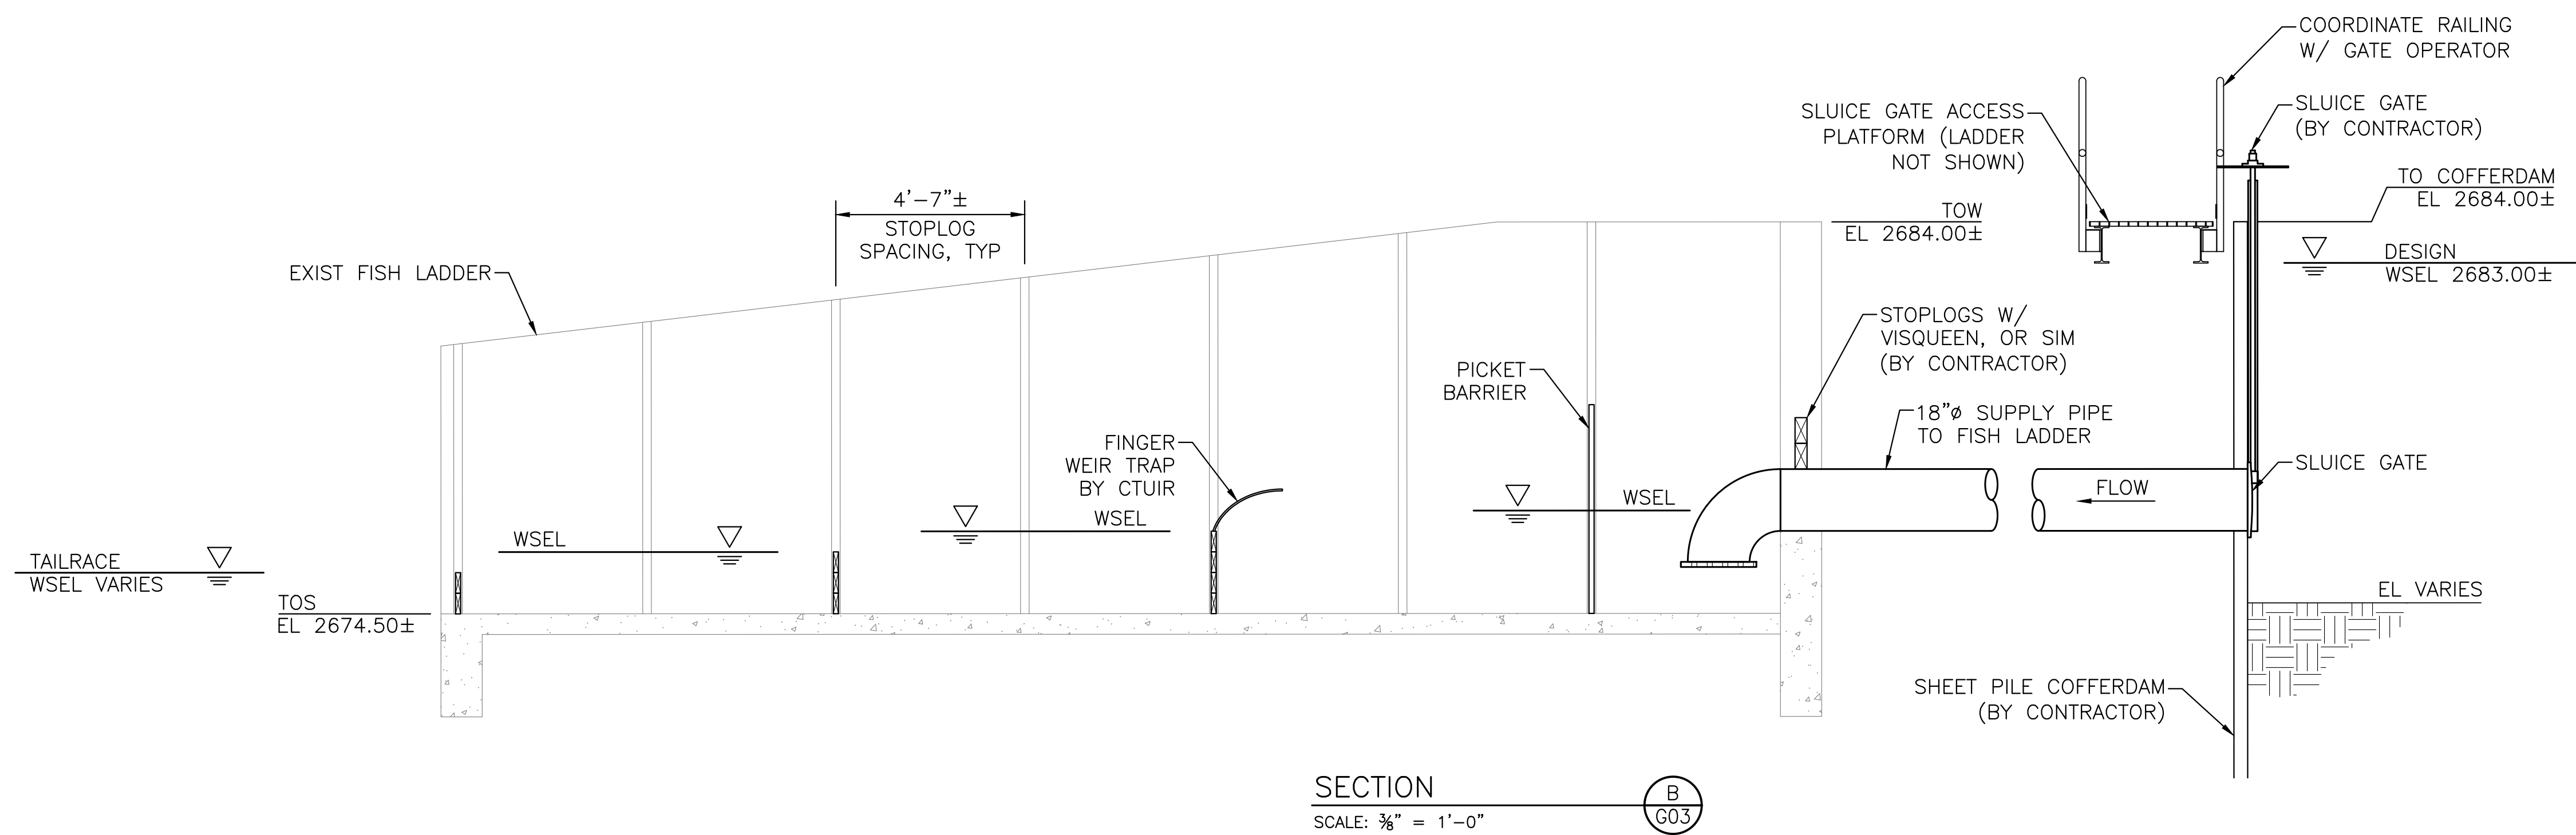 COORDINATE RAILING
W/ GATE OPERATOR
SLUICE GATE ACCESS
PLATFORM (LADDER
NOT SHOWN)
SLUICE GATE
(BY CONTRACTOR)
TO COFFERDAM
EL 2684.00±
4'-7"±
STOPLOG
SPACING, TYP
TOW
EL 2684.00±
DESIGN
WSEL 2683.00±
EXIST FISH LADDER
STOPLOGS W/
VISQUEEN, OR SIM
(BY CONTRACTOR)
PICKET
BARRIER
18"ø SUPPLY PIPE
TO FISH LADDER
FINGER
WEIR TRAP
BY CTUIR
SLUICE GATE
FLOW
WSEL
WSEL
WSEL
TAILRACE
WSEL VARIES
TOS
EL 2674.50±
EL VARIES
SHEET PILE COFFERDAM
(BY CONTRACTOR)
SECTION
SCALE: ⅜" = 1'-0"
B
G03